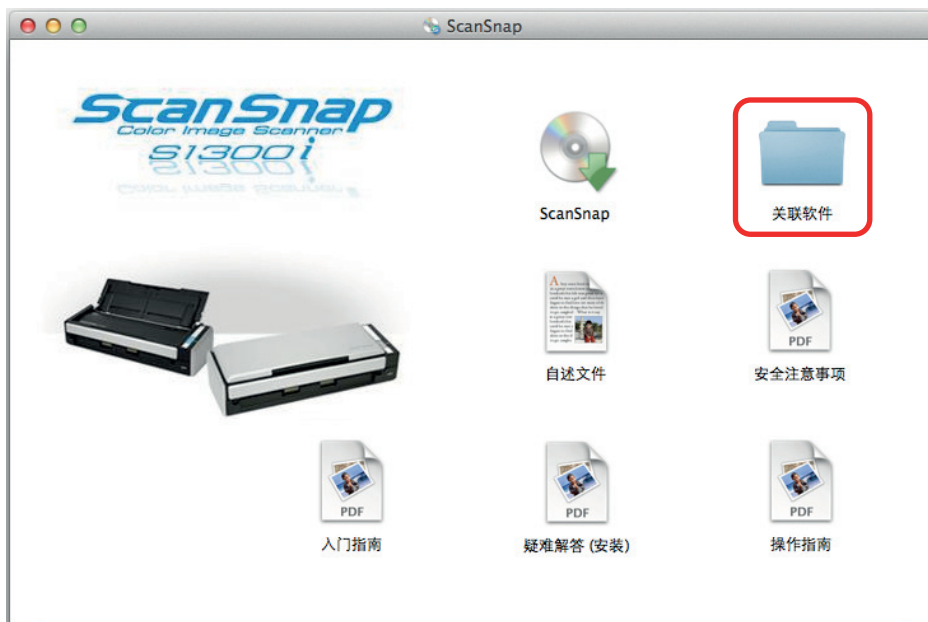 ScanSnap
ScanSnap
Color Image Scanner
S1300i
ScanSnap
关联软件
自述文件
PDF
安全注意事项
PDF
入门指南
PDF
疑难解答 (安装)
PDF
操作指南